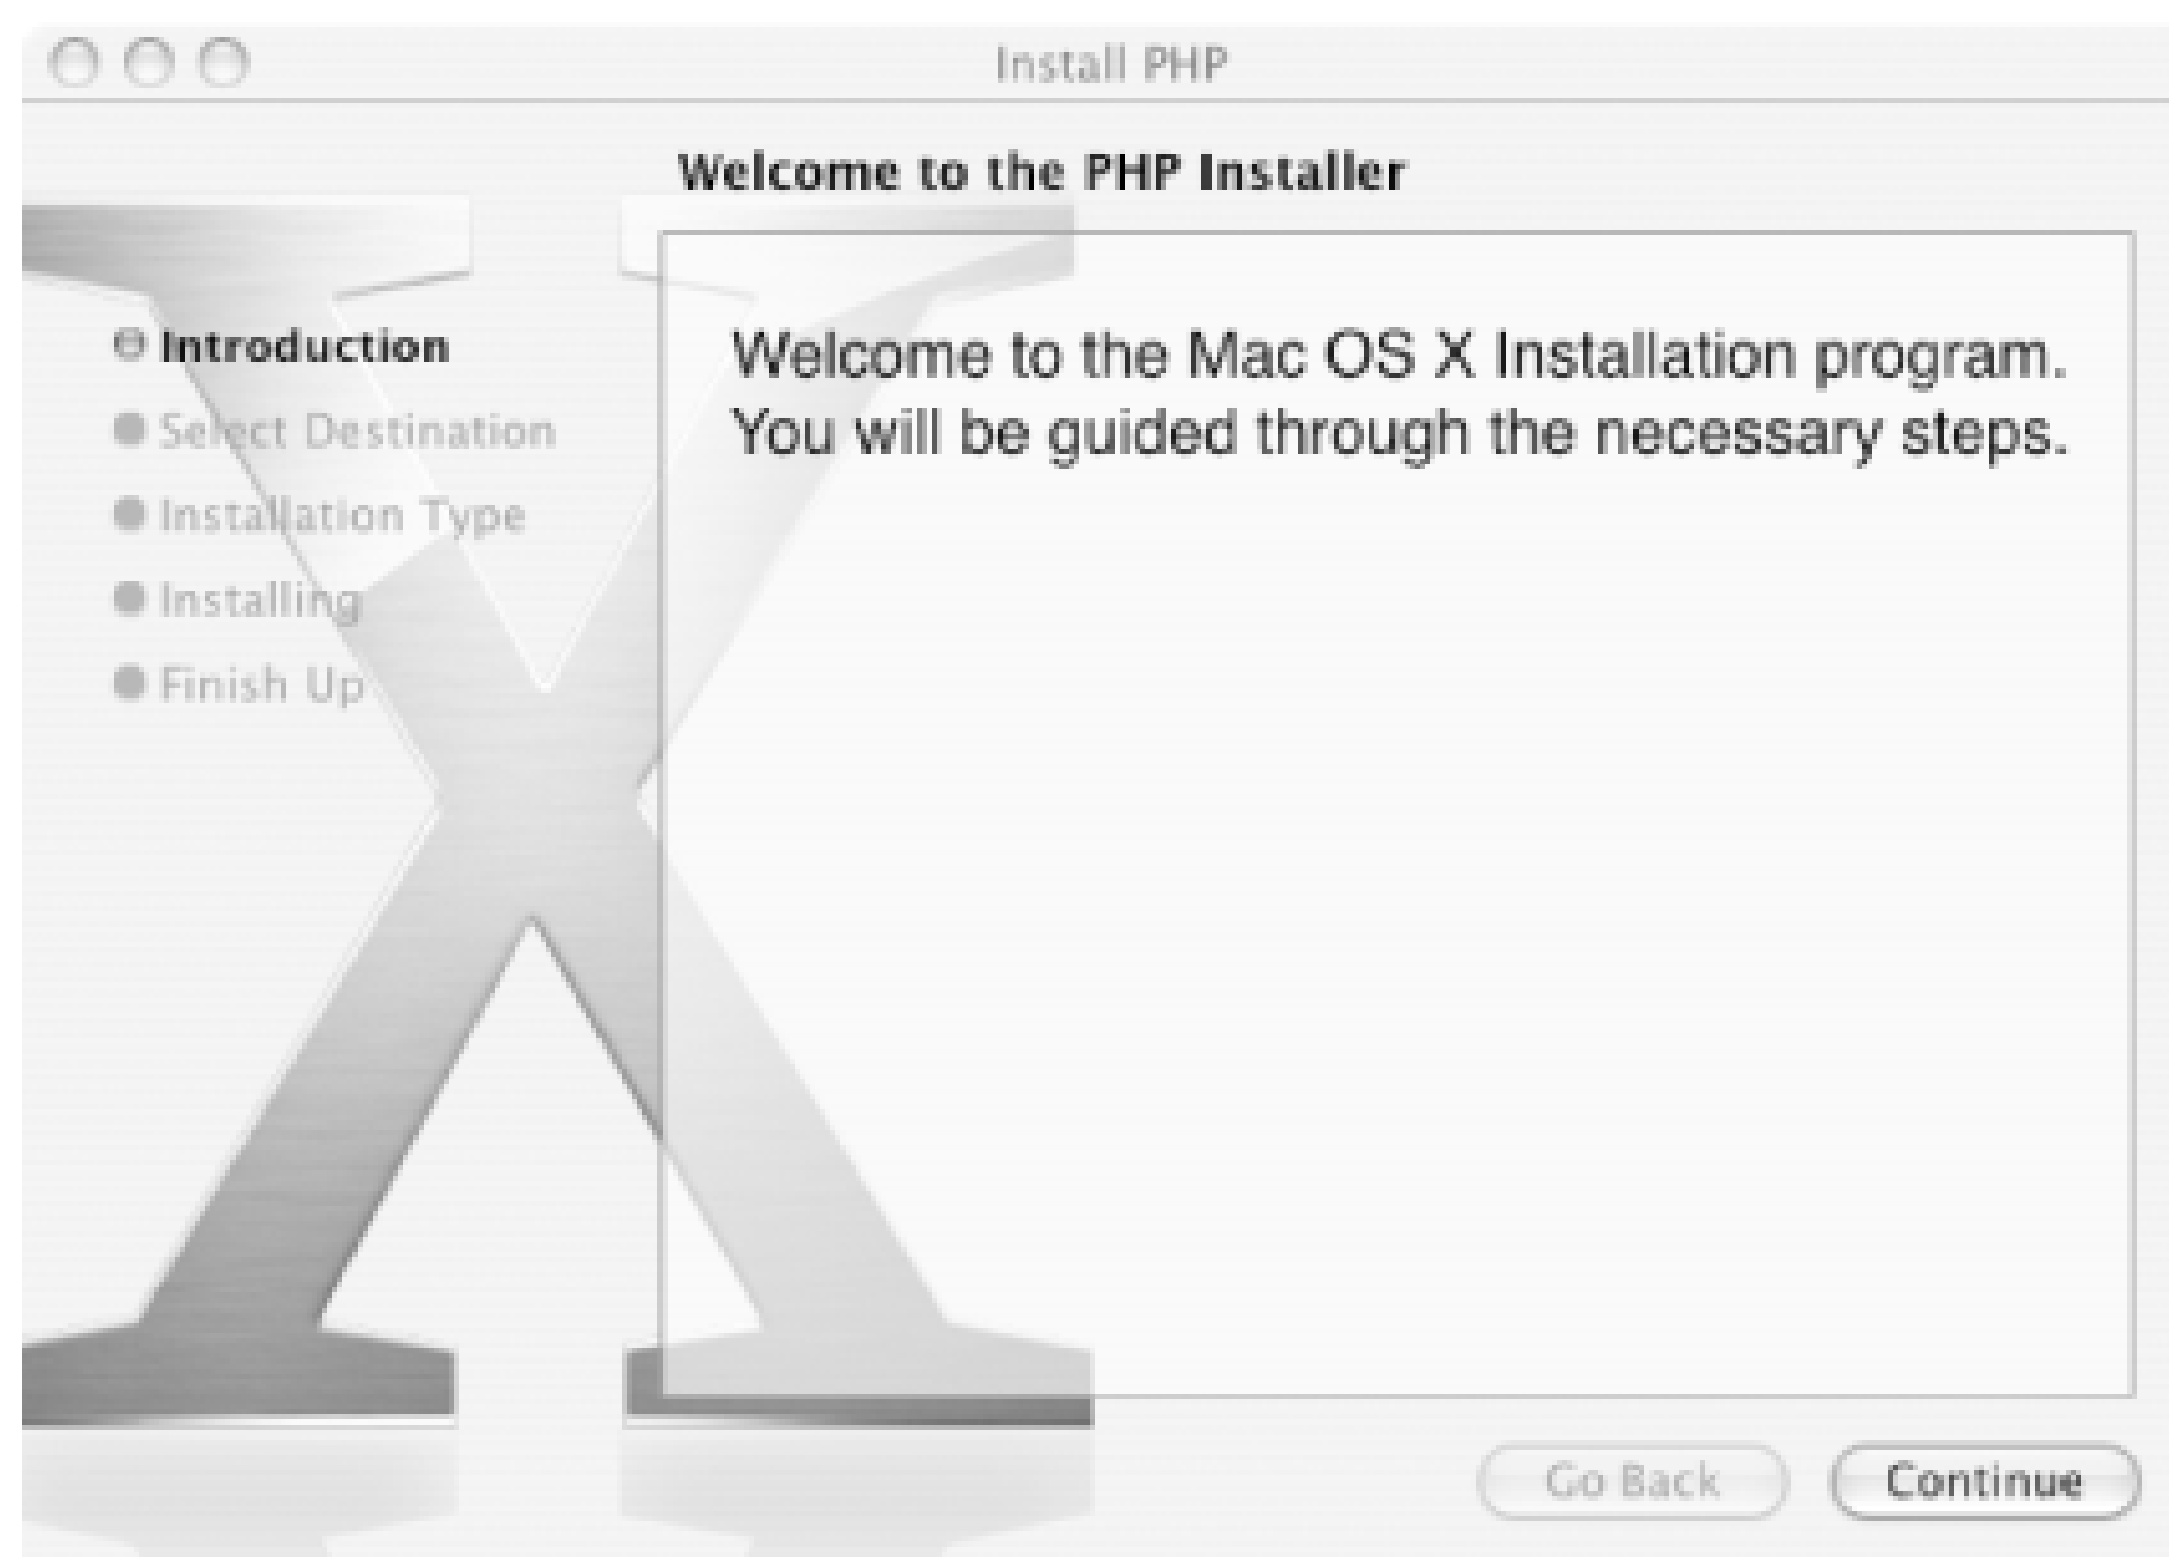 Install PHP
Welcome to the PHP Installer
Introduction
Select Destination
Installation Type
Installing
Finish Up
Welcome to the Mac OS X Installation program.
You will be guided through the necessary steps.
Go Back
Continue